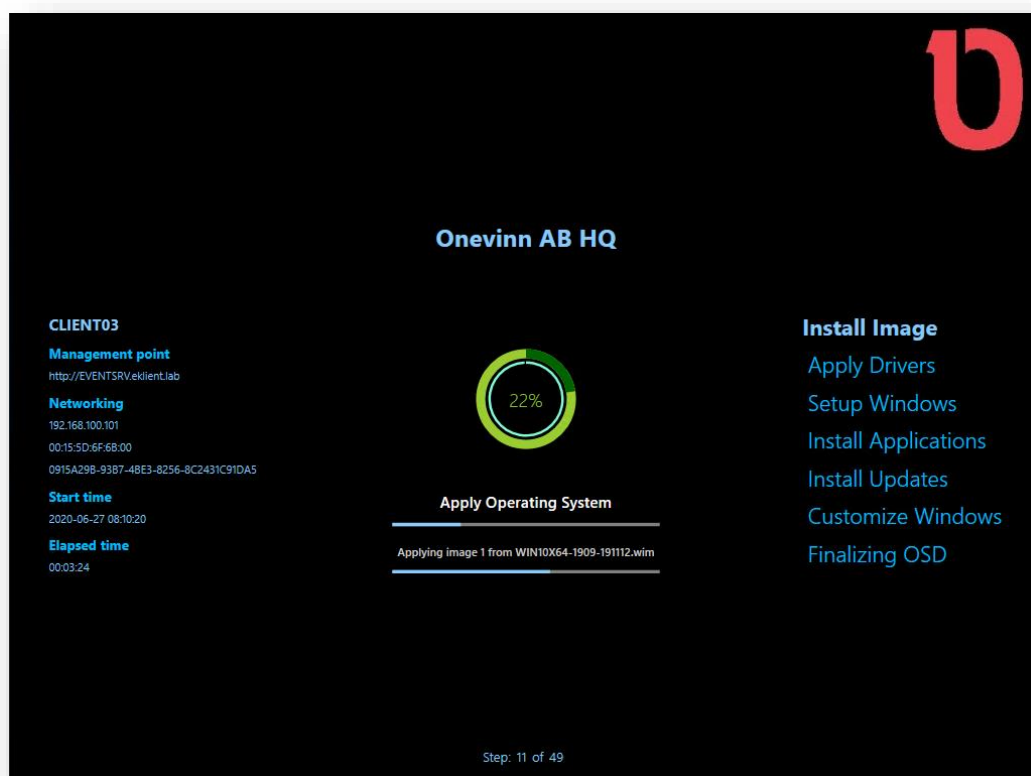 Onevinn AB HQ
CLIENT03
Management point
http://EVENTSRV.eklient.lab
Networking
192.168.100.101
00:15:5D:6F:6B:00
0915A29B-93B7-4BE3-8256-8C2431C91DA5
Start time
2020-06-27 08:10:20
Elapsed time
00:03:24
22%
Apply Operating System
Applying image 1 from WIN10X64-1909-191112.wim
Install Image
Apply Drivers
Setup Windows
Install Applications
Install Updates
Customize Windows
Finalizing OSD
Step: 11 of 49